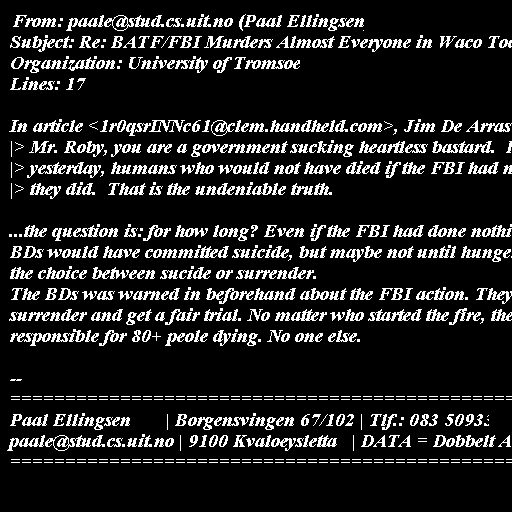 From: paale@stud.cs.uit.no (Paal Ellingsen
Subject: Re: BATF/FBI Murders Almost Everyone in Waco
Organization: University of Tromsoe
Lines: 17
In article <1r0qsrINNc61@clem.handheld.com>, Jim De Arras
|> Mr. Roby, you are a government sucking heartless bastard.
|> yesterday, humans who would not have died if the FBI had
|> they did. That is the undeniable truth.
...the question is: for how long? Even if the FBI had done
BDs would have committed suicide, but maybe not until
the choice between sucide or surrender.
The BDs was warned in beforehand about the FBI action. They
surrender and get a fair trial. No matter who started the fire,
responsible for 80+ peole dying. No one else.
--
==================================================
Paal Ellingsen | Borgensvingen 67/102 | Tlf.: 083 50933
paale@stud.cs.uit.no | 9100 Kvaloeysletta | DATA = Dobbelt
==================================================